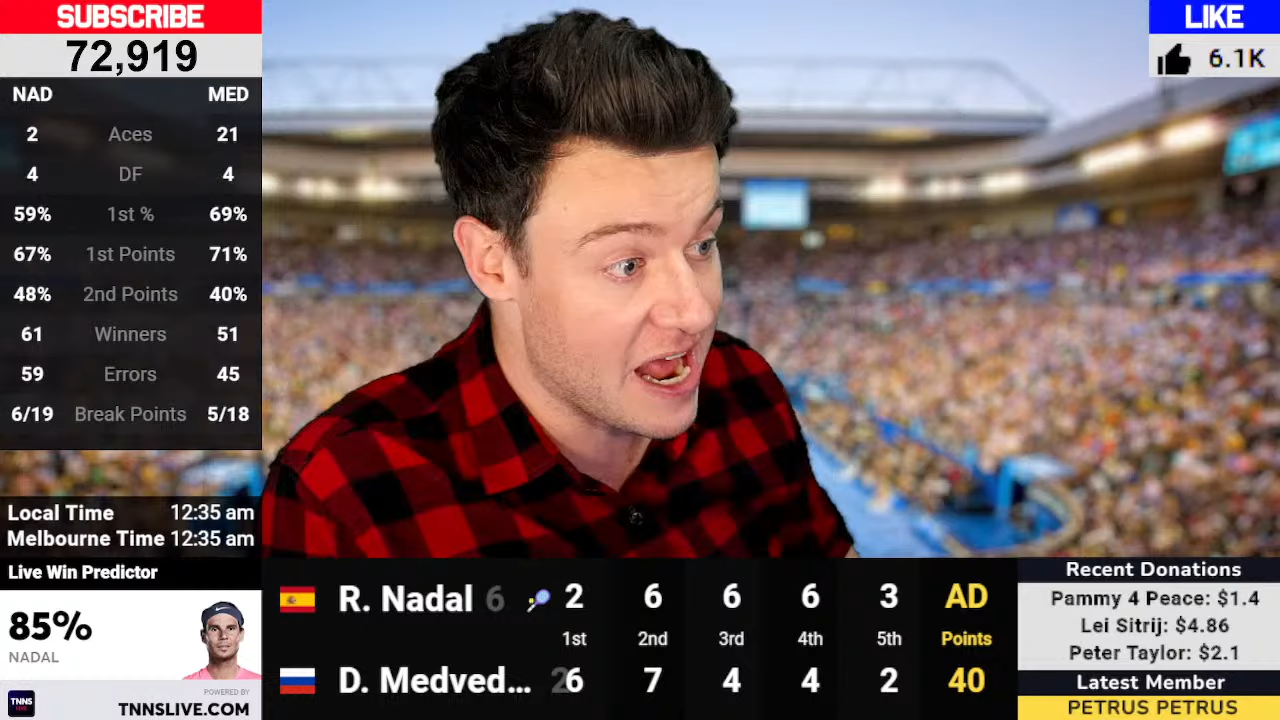 SUBSCRIBE
72,919
NAD MED
2 Aces 21
4 DF 4
59% 1st % 69%
67% 1st Points 71%
48% 2nd Points 40%
61 Winners 51
59 Errors 45
6/19 Break Points 5/18
Local Time 12:35 am
Melbourne Time 12:35 am
Live Win Predictor
85%
NADAL
POWERED BY
TNNS LIVE
TNNSLIVE.COM
LIKE
6.1K
R. Nadal 6 2 6 6 6 3 AD
1st 2nd 3rd 4th 5th Points
D. Medved... 2 6 7 4 4 2 40
Recent Donations
Pammy 4 Peace: $1.4
Lei Sitrij: $4.86
Peter Taylor: $2.1
Latest Member
PETRUS PETRUS